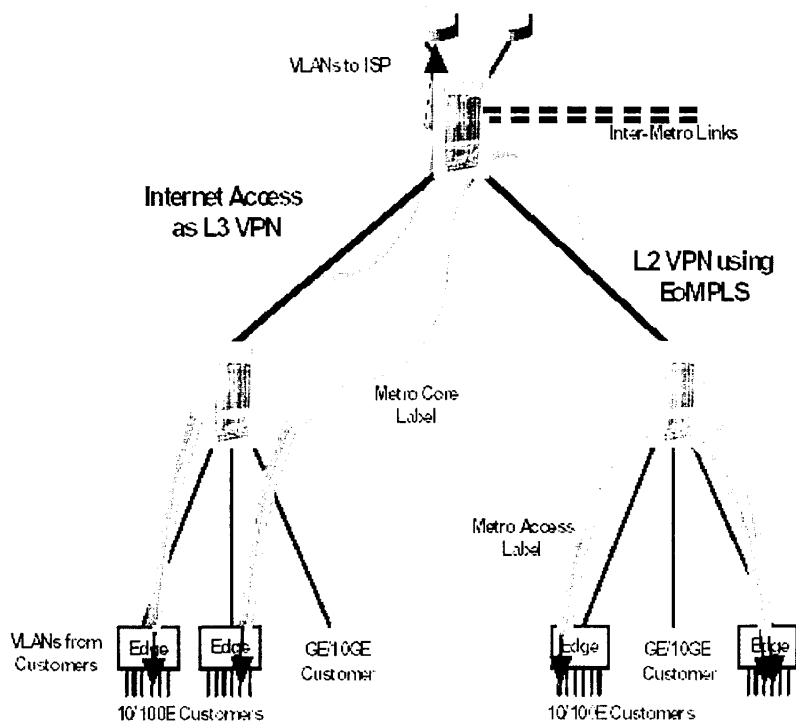 VLANs to ISP
Inter-Metro Links
Internet Access
as L3 VPN
L2 VPN using
EoMPLS
Metro Core
Label
Metro Access
Label
VLANs from
Customers
Edge
Edge
GE/10GE
Customer
Edge
GE/10GE
Customer
Edge
10/100E Customers
10/100E Customers